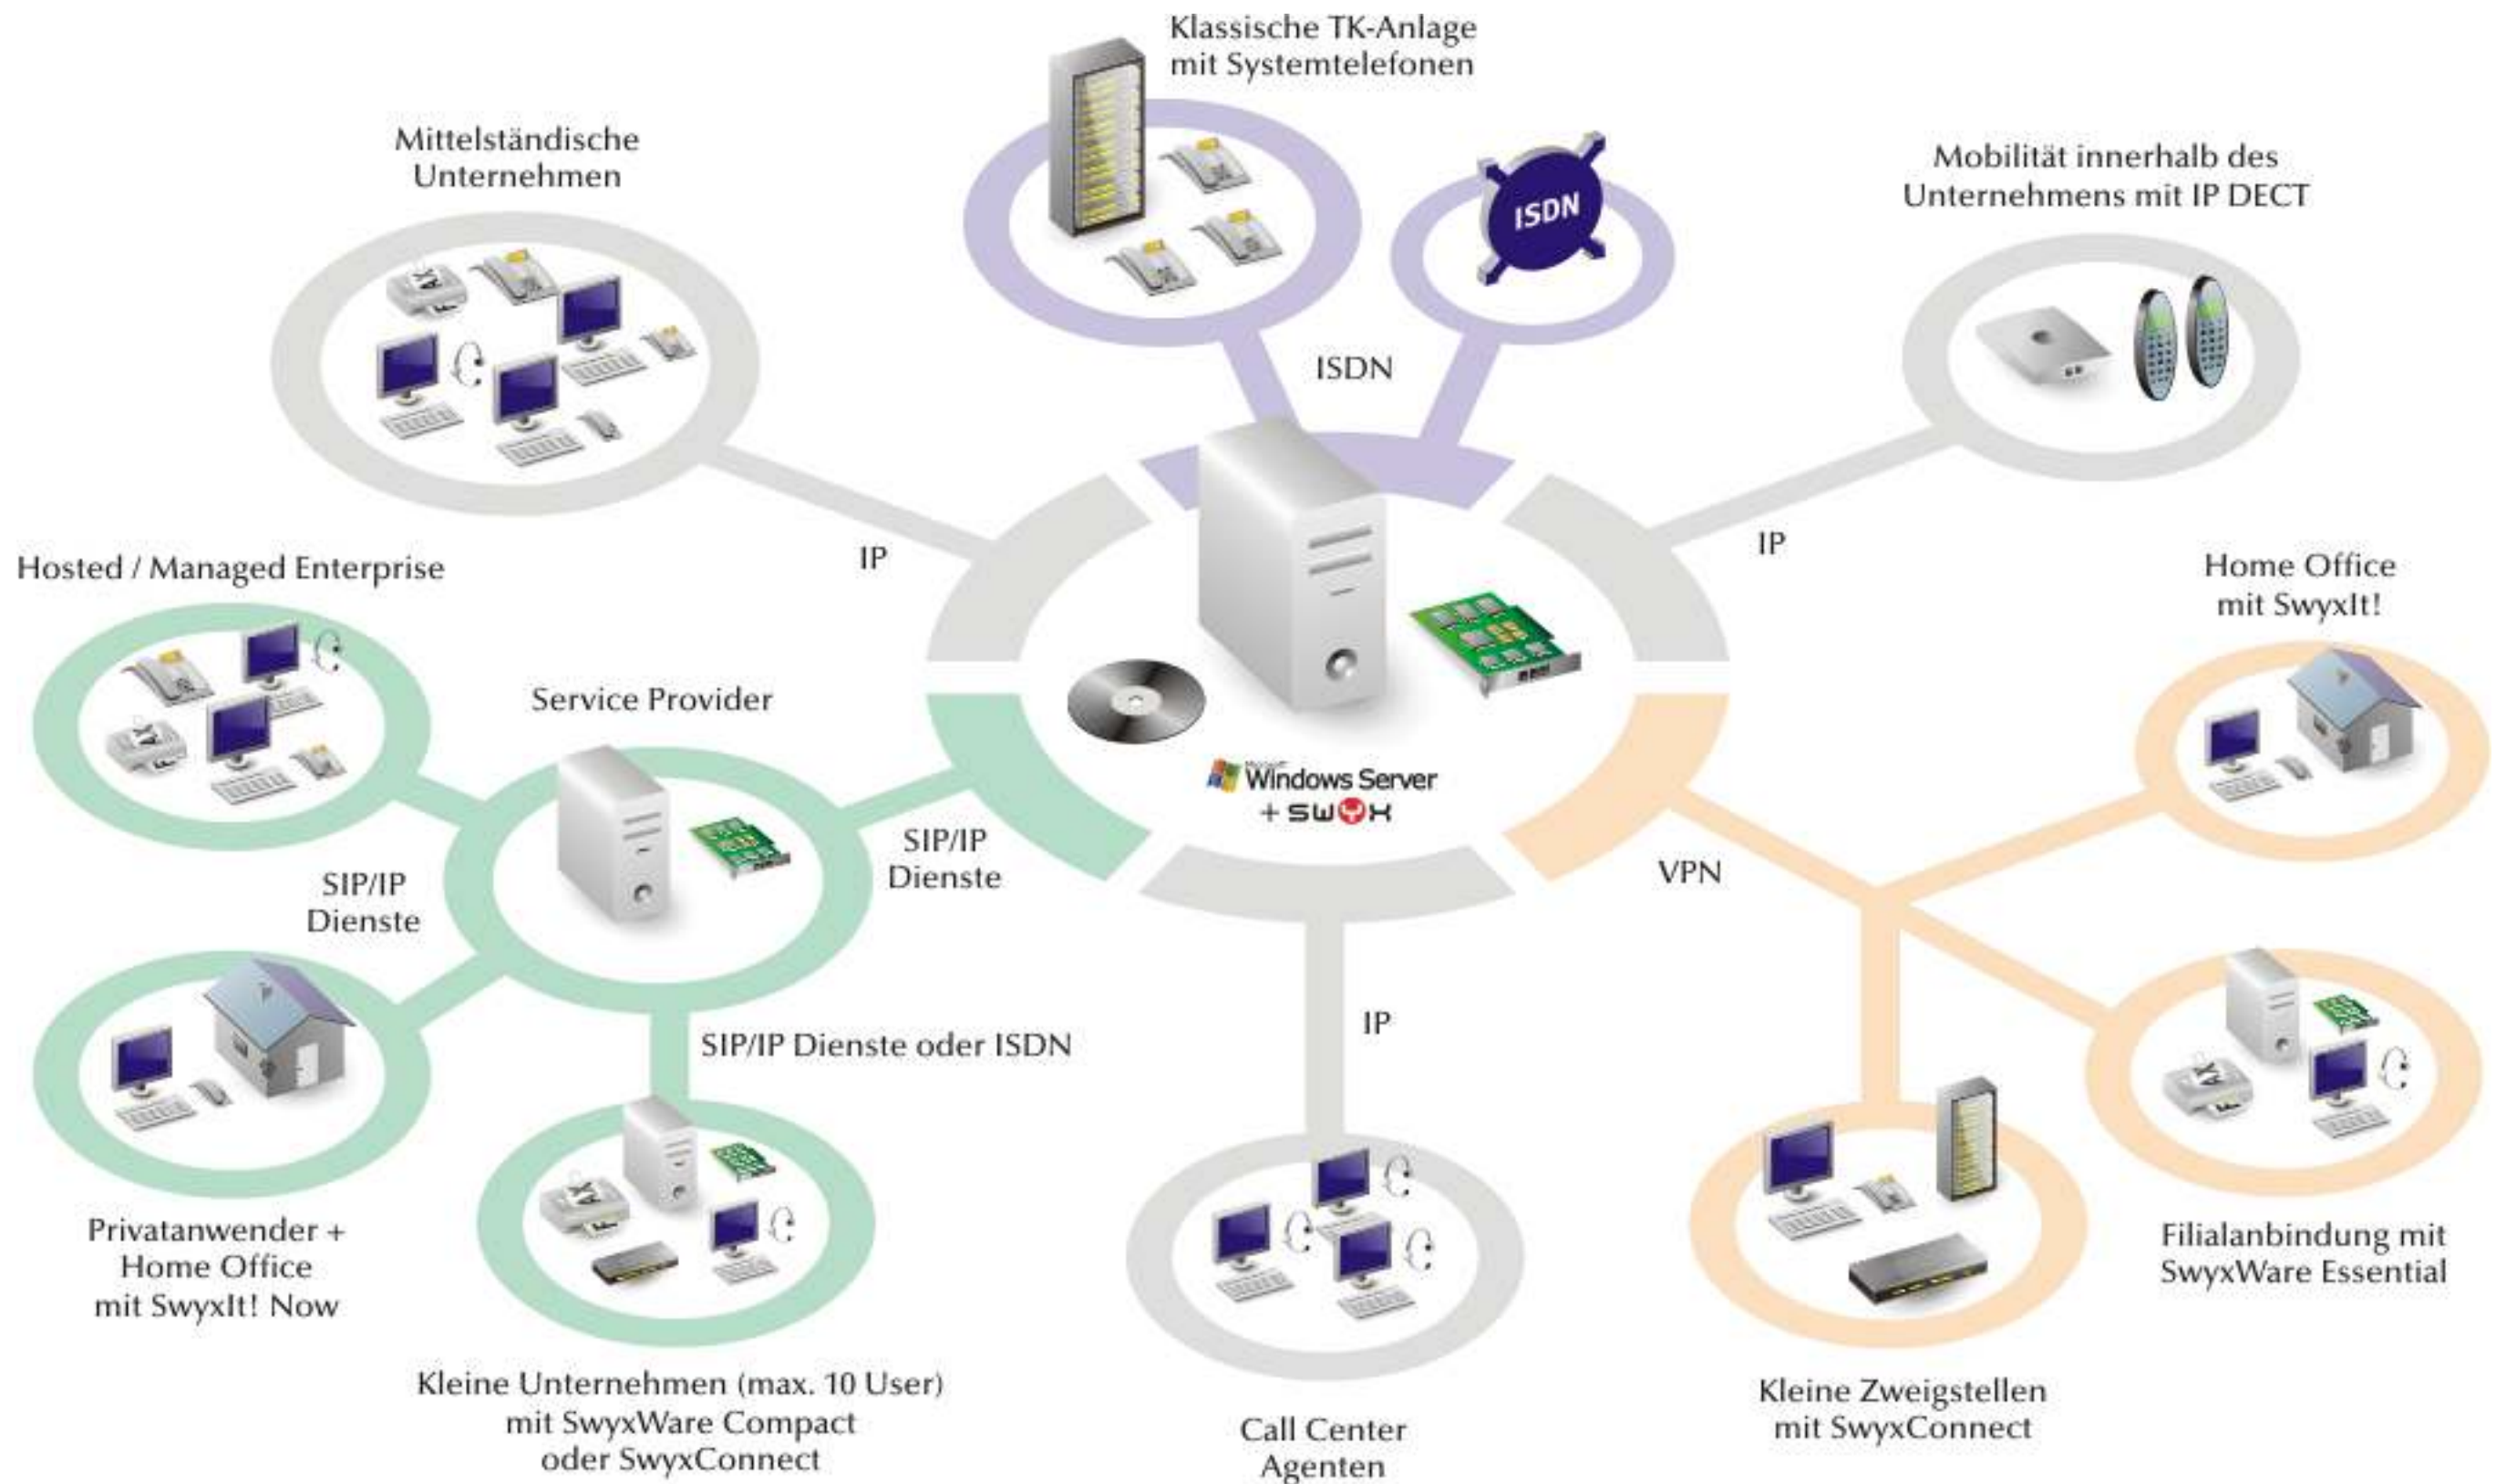 Klassische TK-Anlage
mit Systemtelefonen
Mittelständische
Unternehmen
ISDN
Mobilität innerhalb des
Unternehmens mit IP DECT
ISDN
IP
IP
Hosted / Managed Enterprise
Home Office
mit SwyxIt!
Service Provider
Microsoft
Windows Server
+ swyx
SIP/IP
Dienste
VPN
SIP/IP
Dienste
IP
SIP/IP Dienste oder ISDN
Privatanwender +
Home Office
mit SwyxIt! Now
Filialanbindung mit
SwyxWare Essential
Kleine Unternehmen (max. 10 User)
mit SwyxWare Compact
oder SwyxConnect
Call Center
Agenten
Kleine Zweigstellen
mit SwyxConnect